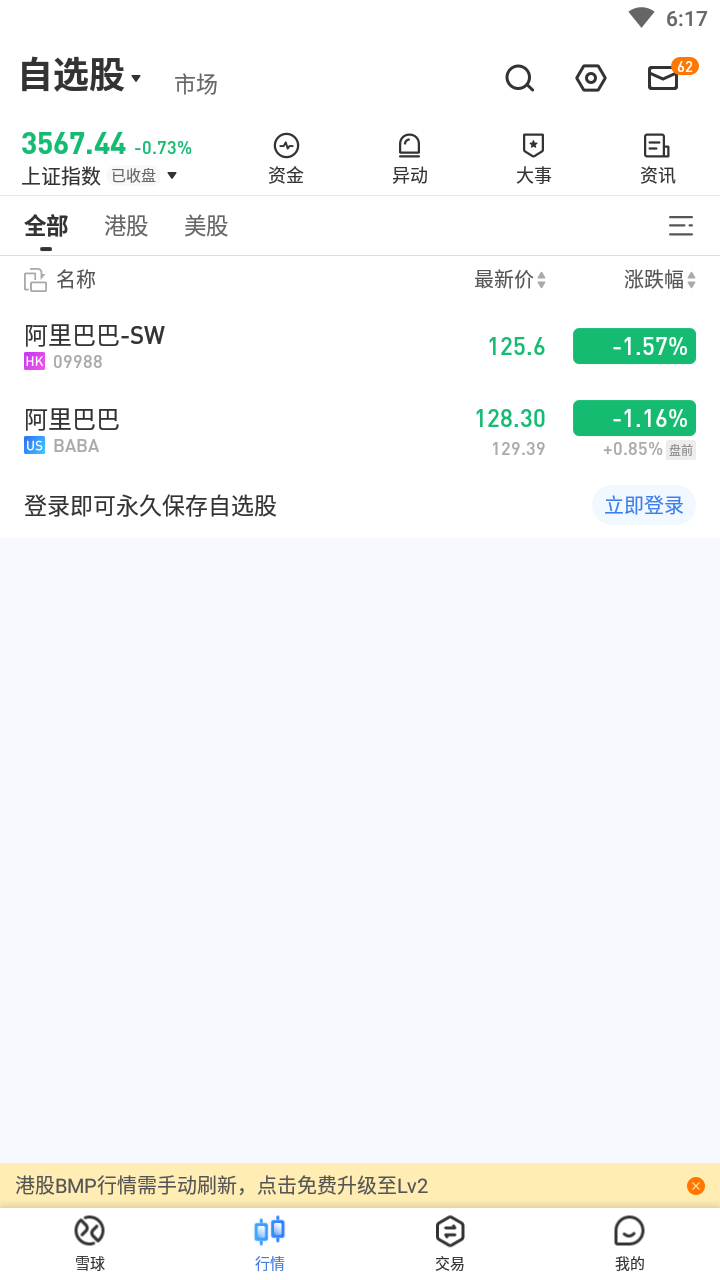 6:17
自选股
市场
62
3567.44 -0.73%
上证指数 已收盘
资金
异动
大事
资讯
全部 港股 美股
名称 最新价 涨跌幅
阿里巴巴-SW 125.6 -1.57%
HK 09988
阿里巴巴 128.30 -1.16%
US BABA 129.39 +0.85% 盘前
登录即可永久保存自选股 立即登录
港股BMP行情需手动刷新，点击免费升级至Lv2
雪球 行情 交易 我的